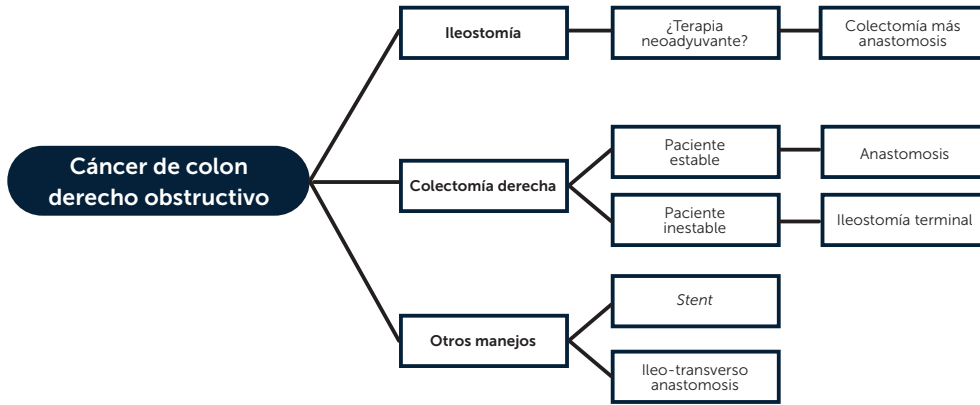 Cáncer de colon
derecho obstructivo
Ileostomía
¿Terapia
neoadyuvante?
Colectomía más
anastomosis
Colectomía derecha
Paciente
estable
Anastomosis
Paciente
inestable
Ileostomía terminal
Otros manejos
Stent
Ileo-transverso
anastomosis